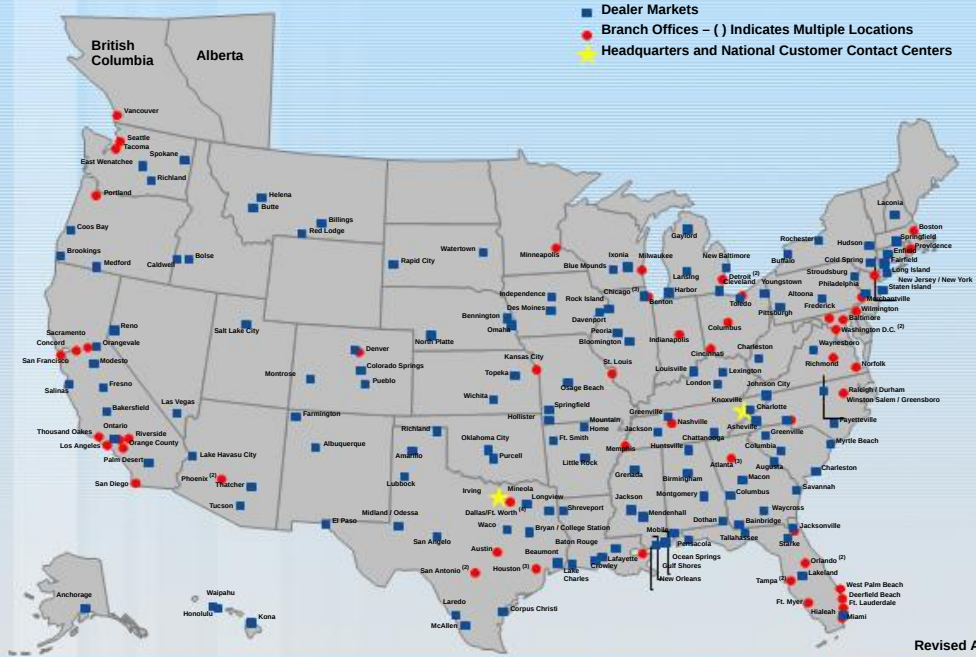 Dealer Markets
Branch Offices – ( ) Indicates Multiple Locations
Headquarters and National Customer Contact Centers
British
Columbia
Alberta
Vancouver
Seattle
Tacoma
Spokane
East Wenatchee
Richland
Portland
Helena
Butte
Coos Bay
Billings
Red Lodge
Brookings
Medford
Caldwell
Boise
Rapid City
Watertown
Minneapolis
Blue Mounds
Ixonia
Milwaukee
Gaylord
New Baltimore
Lansing
Detroit (2)
Cleveland
Youngstown
Rochester
Buffalo
Laconia
Boston
Springfield
Hudson
Providence
Enfield
Cold Spring
Fairfield
Stroudsburg
Long Island
New Jersey / New York
Philadelphia
Staten Island
Merchantville
Altoona
Frederick
Wilmington
Baltimore
Washington D.C. (2)
Pittsburgh
Toledo
Chicago (3)
Benton
Harbor
Independence
Des Moines
Rock Island
Davenport
Peoria
Bloomington
Bennington
Omaha
North Platte
Salt Lake City
Sacramento
Reno
Orangevale
Concord
San Francisco
Modesto
Salinas
Fresno
Bakersfield
Las Vegas
Ontario
Thousand Oaks
Riverside
Los Angeles
Orange County
Palm Desert
San Diego
Lake Havasu City
Phoenix (2)
Thatcher
Tucson
Denver
Colorado Springs
Montrose
Pueblo
Farmington
Albuquerque
Kansas City
Topeka
Wichita
Osage Beach
St. Louis
Indianapolis
Columbus
Cincinnati
Louisville
London
Lexington
Charleston
Waynesboro
Richmond
Norfolk
Johnson City
Knoxville
Charlotte
Raleigh / Durham
Winston Salem / Greensboro
Fayetteville
Asheville
Greenville
Myrtle Beach
Columbia
Charleston
Augusta
Savannah
Springfield
Hollister
Mountain
Home
Greenville
Jackson
Nashville
Chattanooga
Memphis
Huntsville
Ft. Smith
Little Rock
Richland
Amarillo
Oklahoma City
Purcell
Lubbock
Grenada
Birmingham
Atlanta (3)
Macon
Columbus
Montgomery
Waycross
Irving
Mineola
Longview
Dallas/Ft. Worth (4)
Shreveport
Jackson
Mendenhall
Dothan
Bainbridge
Tallahassee
Jacksonville
Starke
El Paso
Midland / Odessa
San Angelo
Waco
Bryan / College Station
Baton Rouge
Mobile
Pensacola
Ocean Springs
Gulf Shores
New Orleans
Austin
Beaumont
Lafayette
Crowley
San Antonio (2)
Houston (3)
Lake
Charles
Laredo
McAllen
Corpus Christi
Orlando (2)
Tampa (2)
Lakeland
West Palm Beach
Deerfield Beach
Ft. Lauderdale
Ft. Myer
Hialeah
Miami
Anchorage
Waipahu
Honolulu
Kona
Revised A